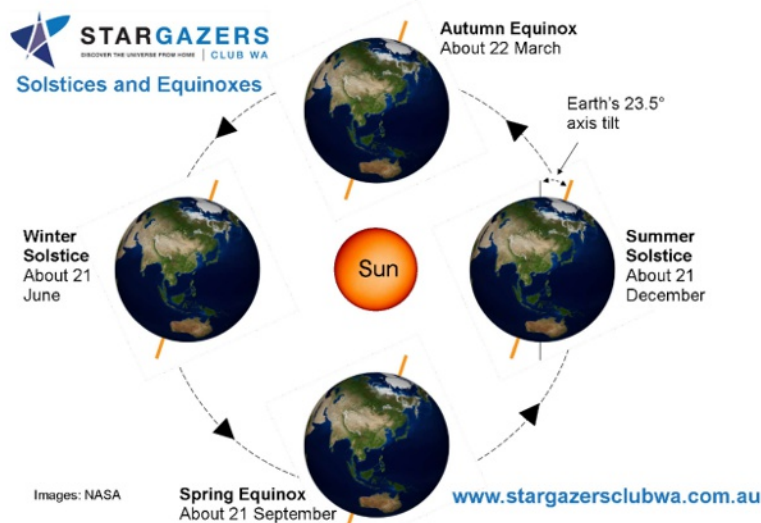 STARGAZERS
DISCOVER THE UNIVERSE FROM HOME | CLUB WA
Solstices and Equinoxes
Autumn Equinox
About 22 March
Earth's 23.5°
axis tilt
Winter
Solstice
About 21
June
Sun
Summer
Solstice
About 21
December
Images: NASA
Spring Equinox
About 21 September
www.stargazersclubwa.com.au